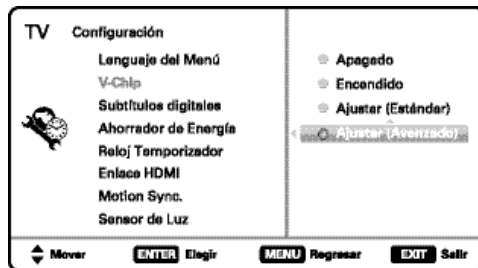 TV Configuración
Lenguaje del Menú
V-Chip
Subtítulos digitales
Ahorrador de Energía
Reloj Temporizador
Enlace HDMI
Motion Sync.
Sensor de Luz
Apagado
Encendido
Ajustar (Estándar)
Ajustar (Avanzado)
Mover ENTER Elegir MENU Regresar EXIT Salir